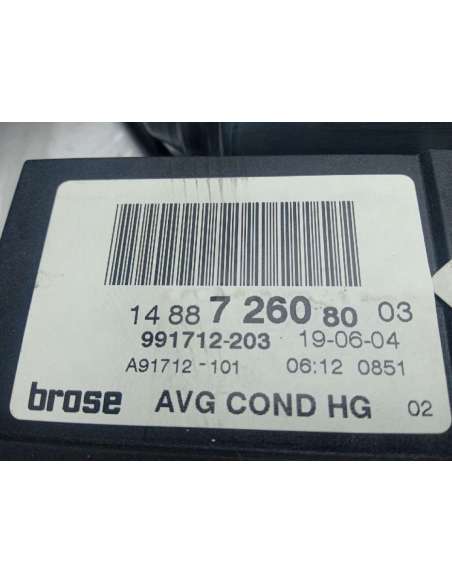 14 88 7 260 80 03
991712-203 19-06-04
A91712 - 101 06:12 0851
brose AVG COND HG 02